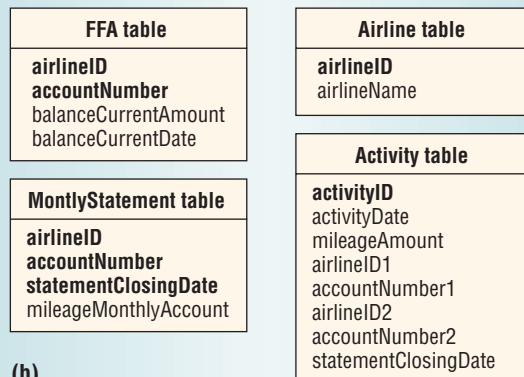 FFA table
airlineID
accountNumber
balanceCurrentAmount
balanceCurrentDate
MontlyStatement table
airlineID
accountNumber
statementClosingDate
mileageMonthlyAccount
Airline table
airlineID
airlineName
Activity table
activityID
activityDate
mileageAmount
airlineID1
accountNumber1
airlineID2
accountNumber2
statementClosingDate